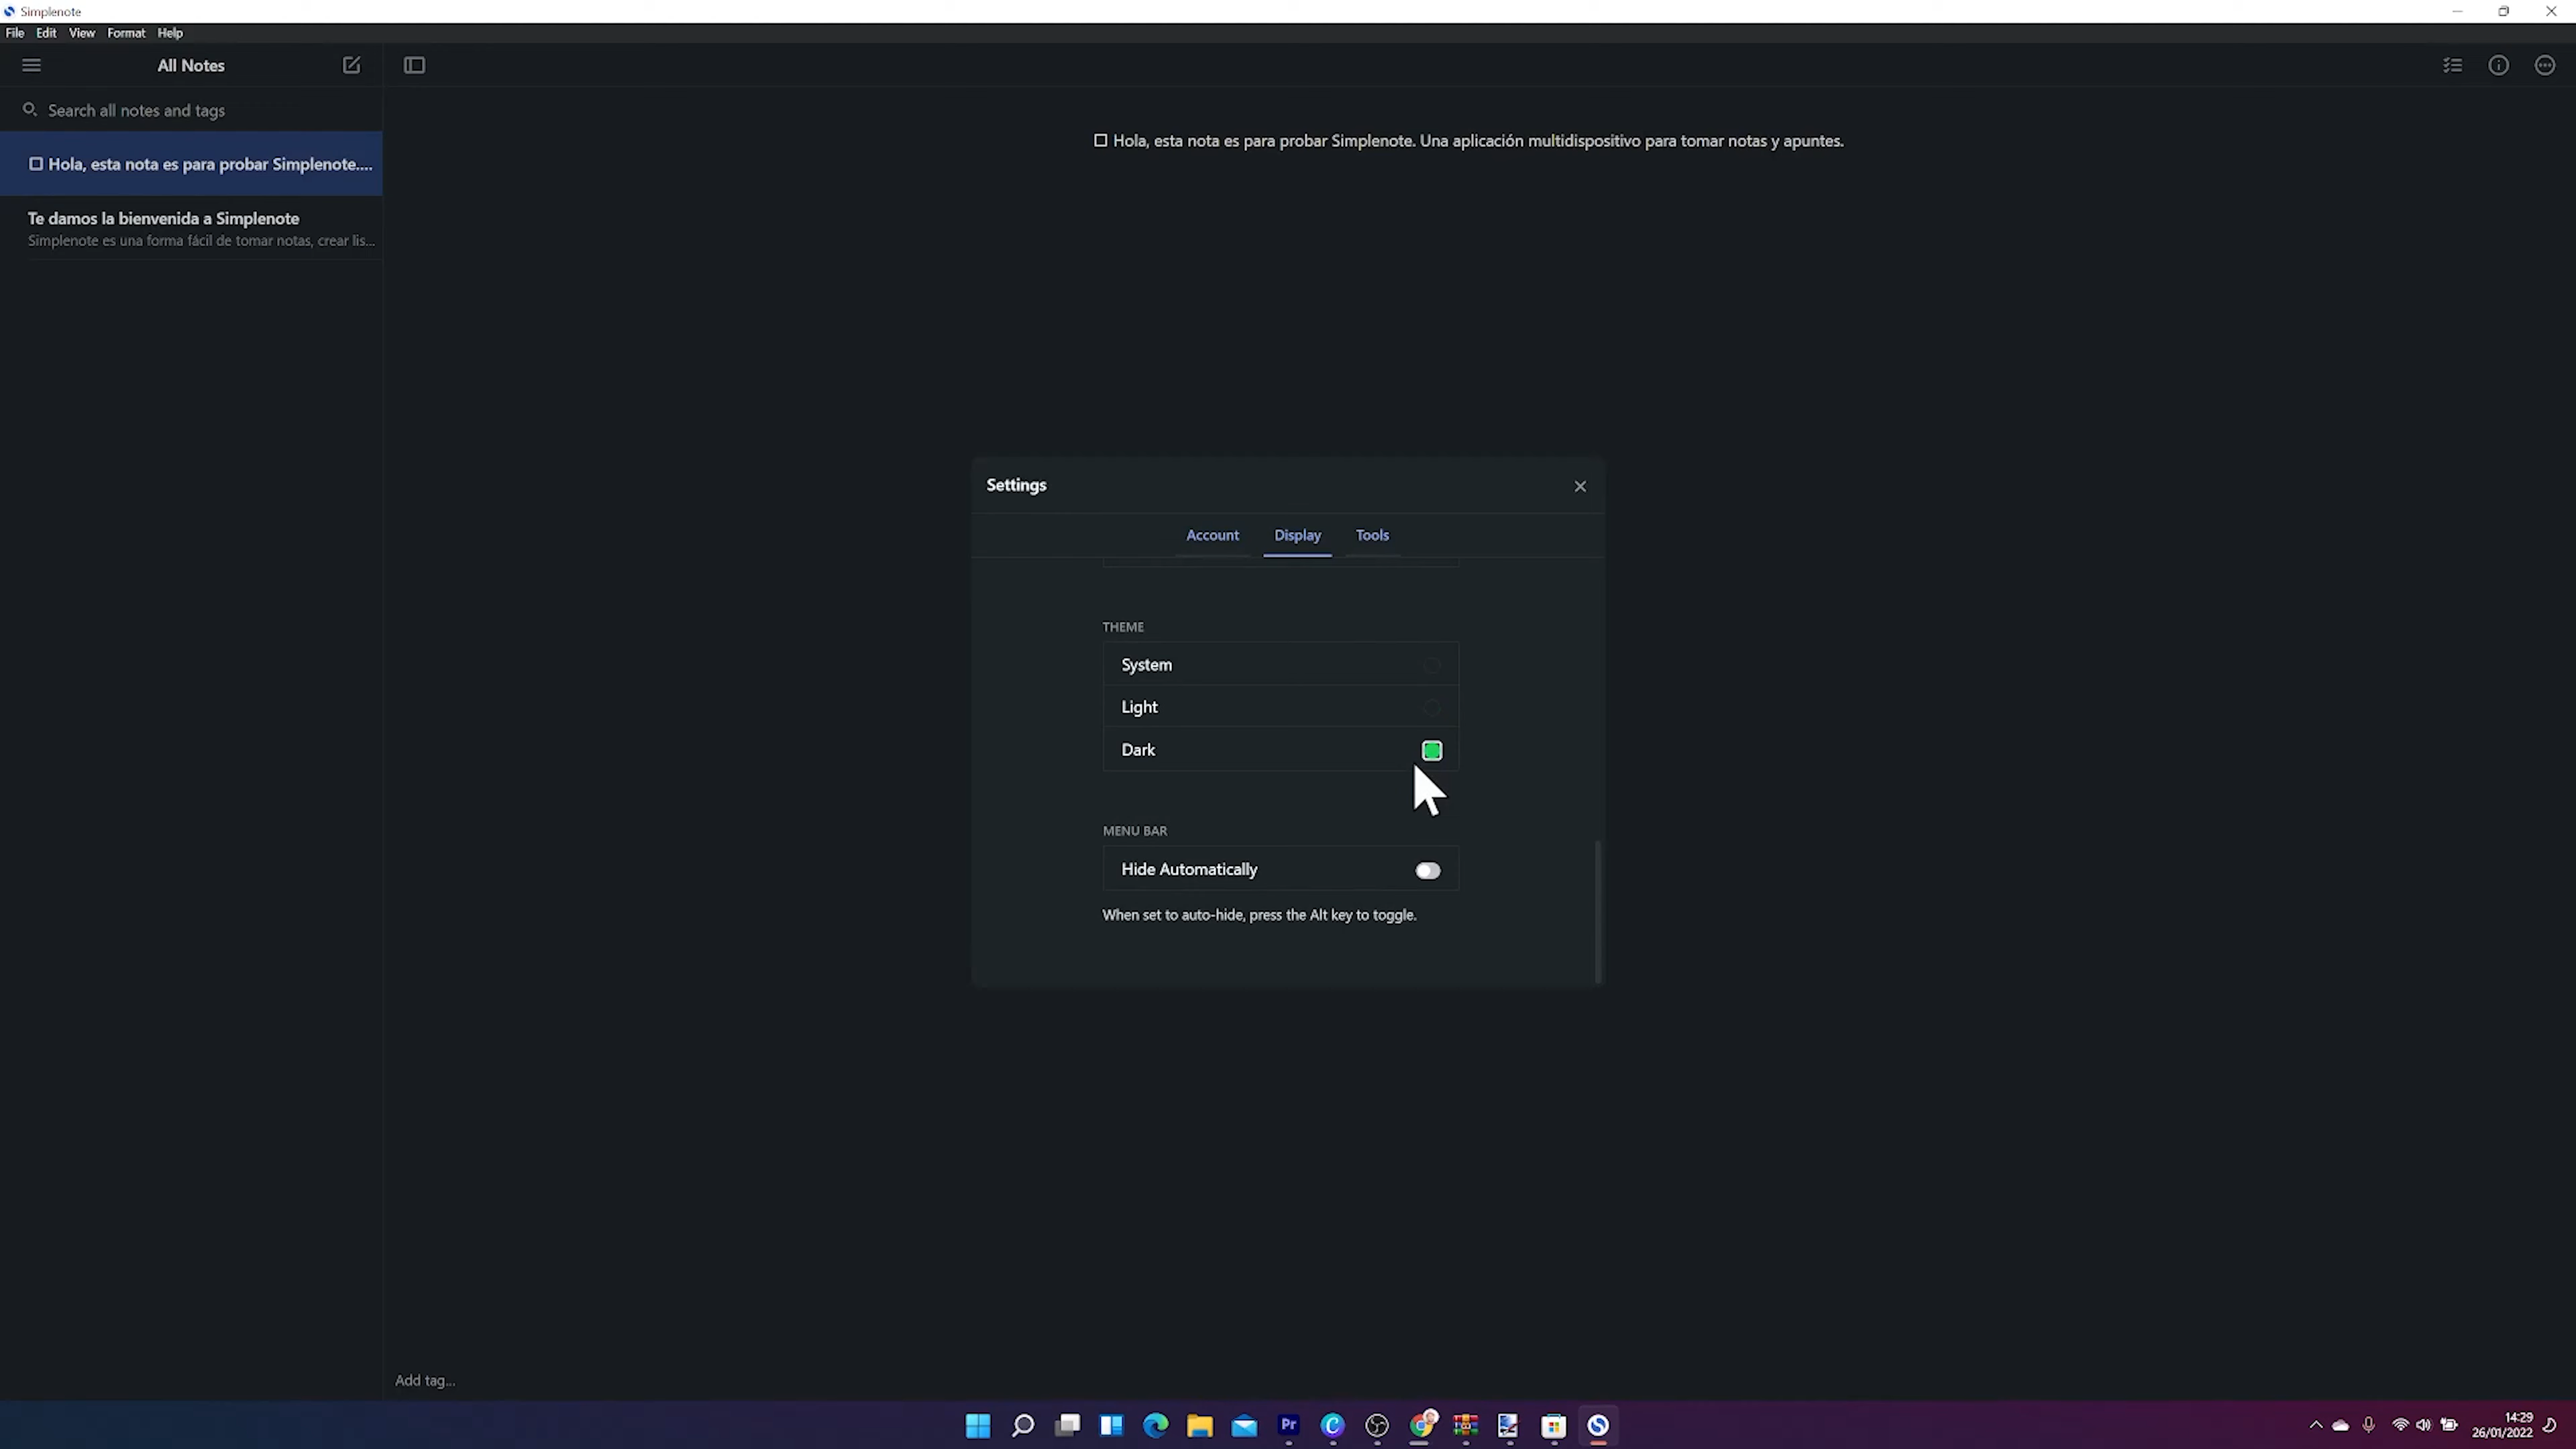 Simplenote
File Edit View Format Help
All Notes
Search all notes and tags
Hola, esta nota es para probar Simplenote....
Te damos la bienvenida a Simplenote
Simplenote es una forma fácil de tomar notas, crear lis...
Hola, esta nota es para probar Simplenote. Una aplicación multidispositivo para tomar notas y apuntes.
Settings
Account Display Tools
THEME
System
Light
Dark
MENU BAR
Hide Automatically
When set to auto-hide, press the Alt key to toggle.
Add tag...
Pr
14:29
26/01/2022